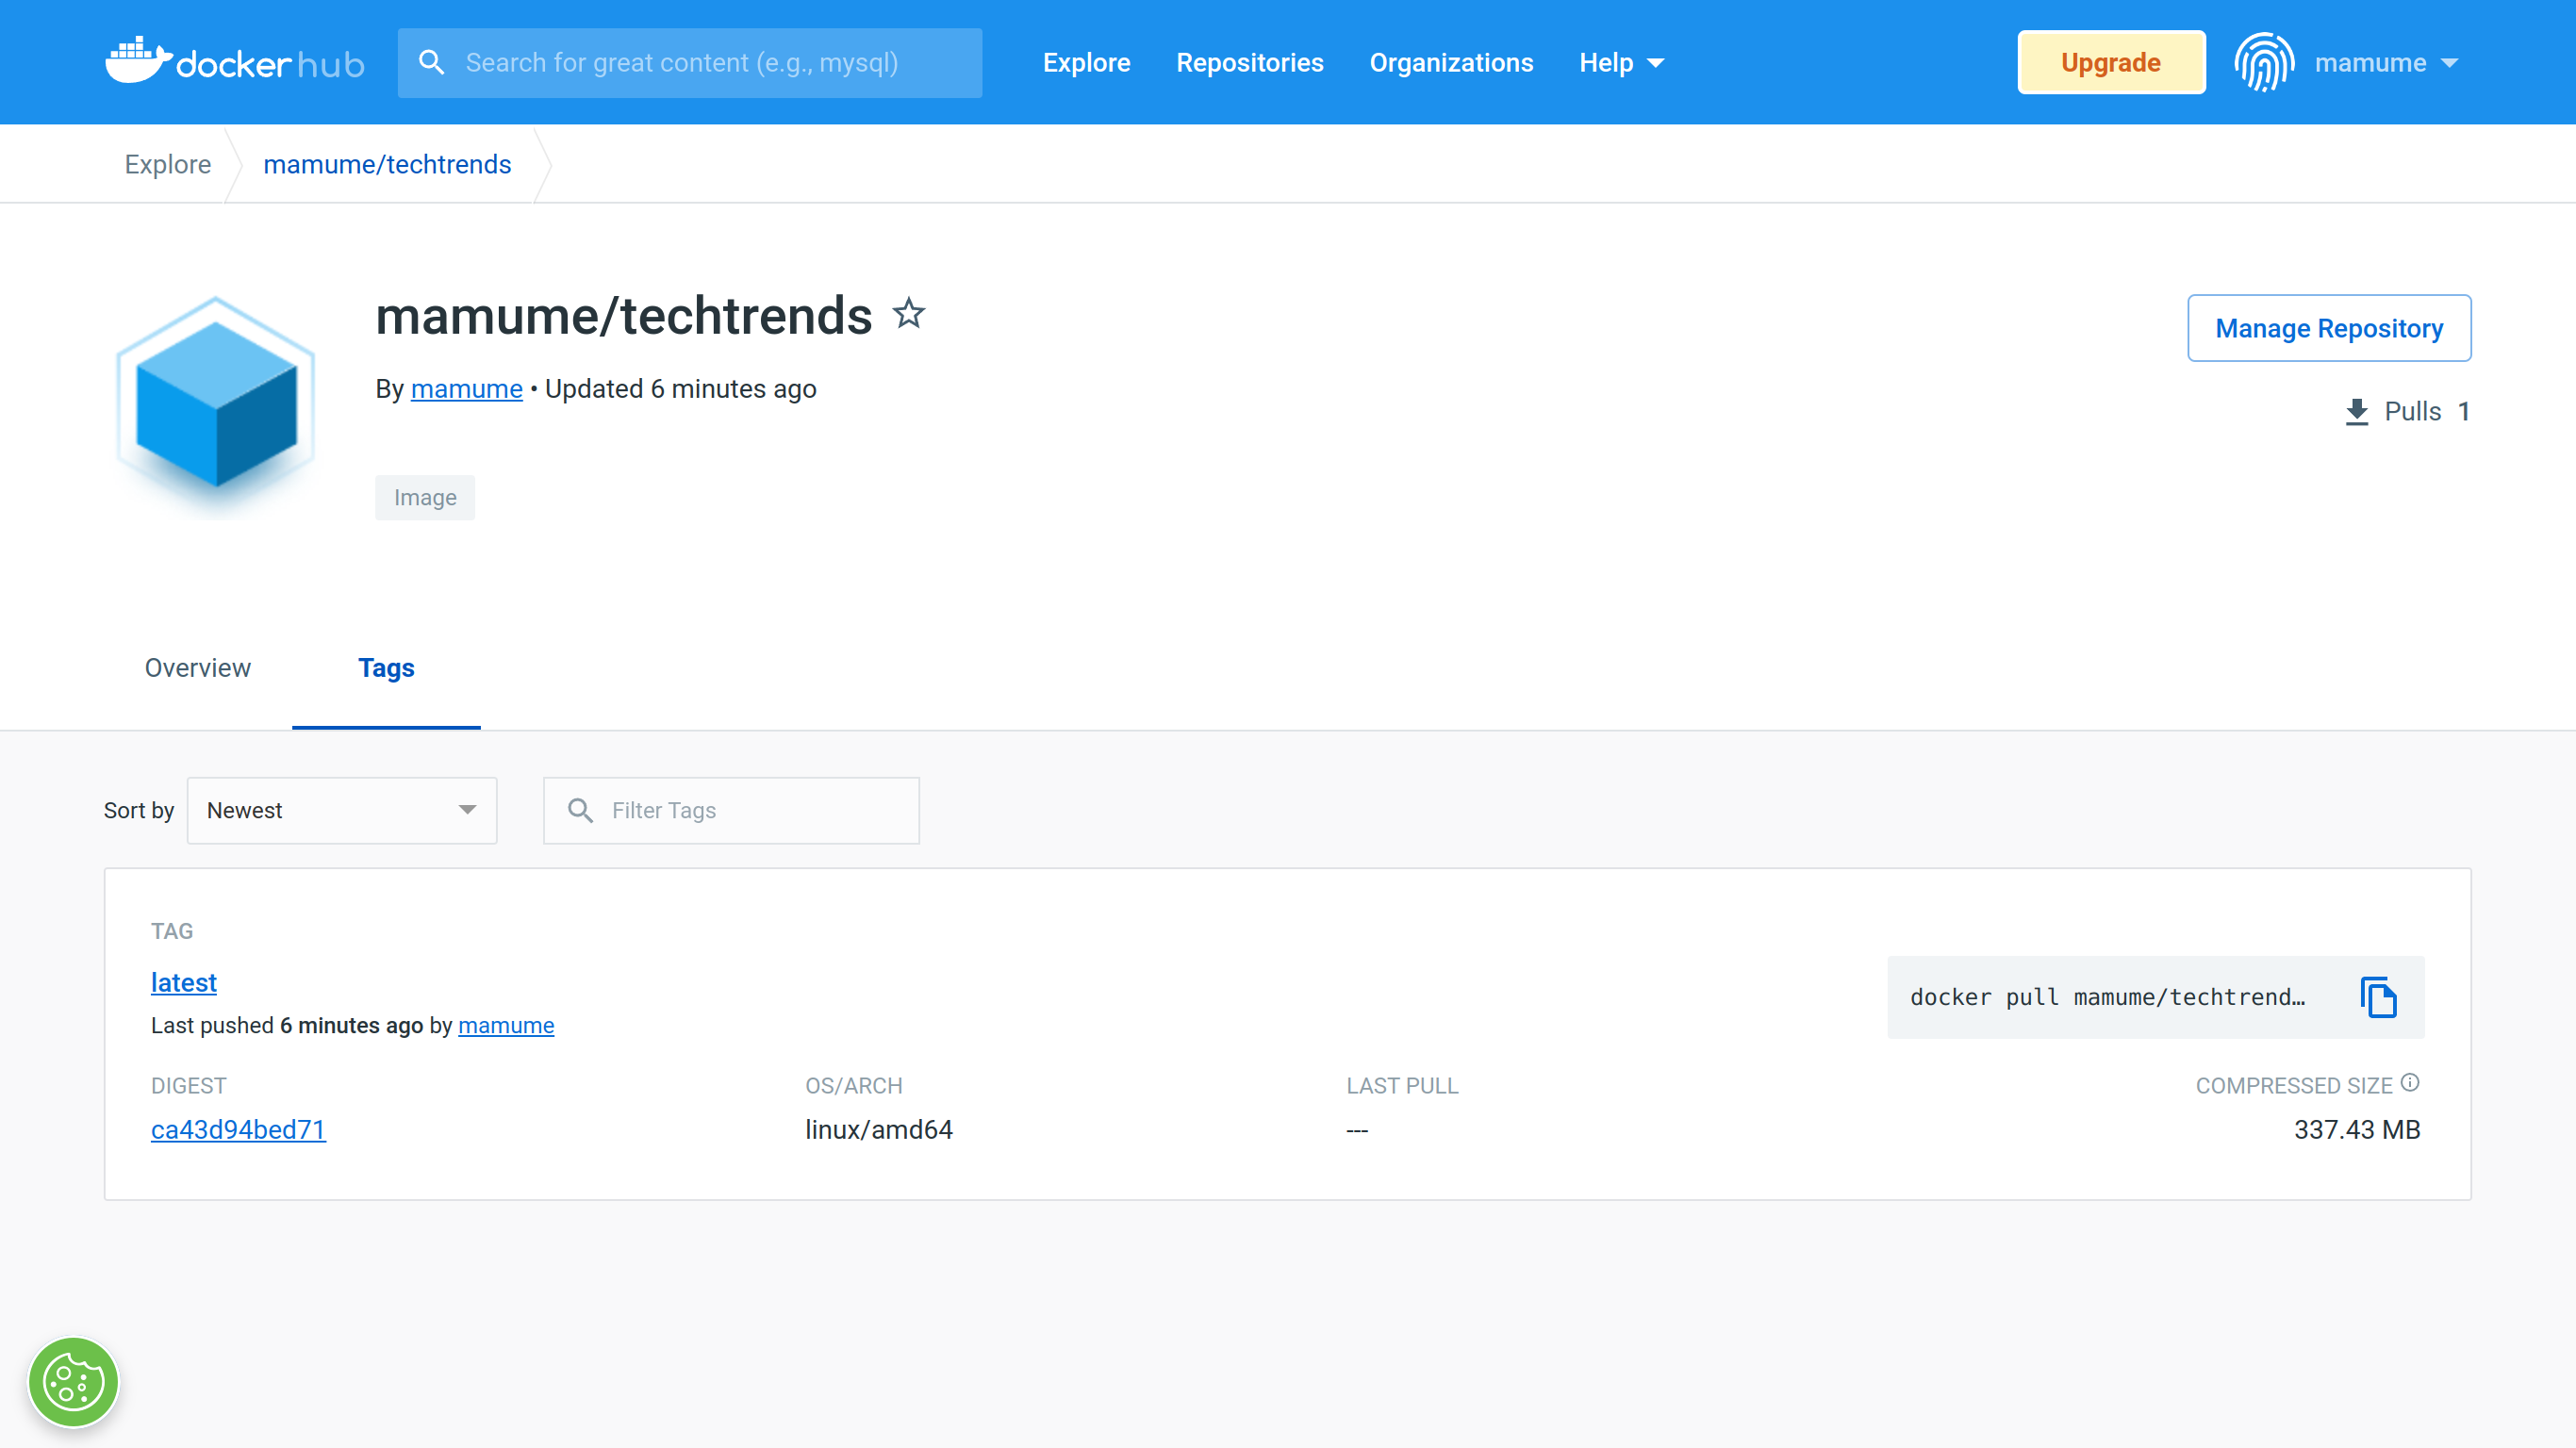 docker hub
Search for great content (e.g., mysql)
Explore
Repositories
Organizations
Help
Upgrade
mamume
Explore
mamume/techtrends
mamume/techtrends
By mamume • Updated 6 minutes ago
Image
Manage Repository
Pulls 1
Overview
Tags
Sort by
Newest
Filter Tags
TAG
latest
Last pushed 6 minutes ago by mamume
docker pull mamume/techtrend…
DIGEST
OS/ARCH
LAST PULL
COMPRESSED SIZE
ca43d94bed71
linux/amd64
---
337.43 MB